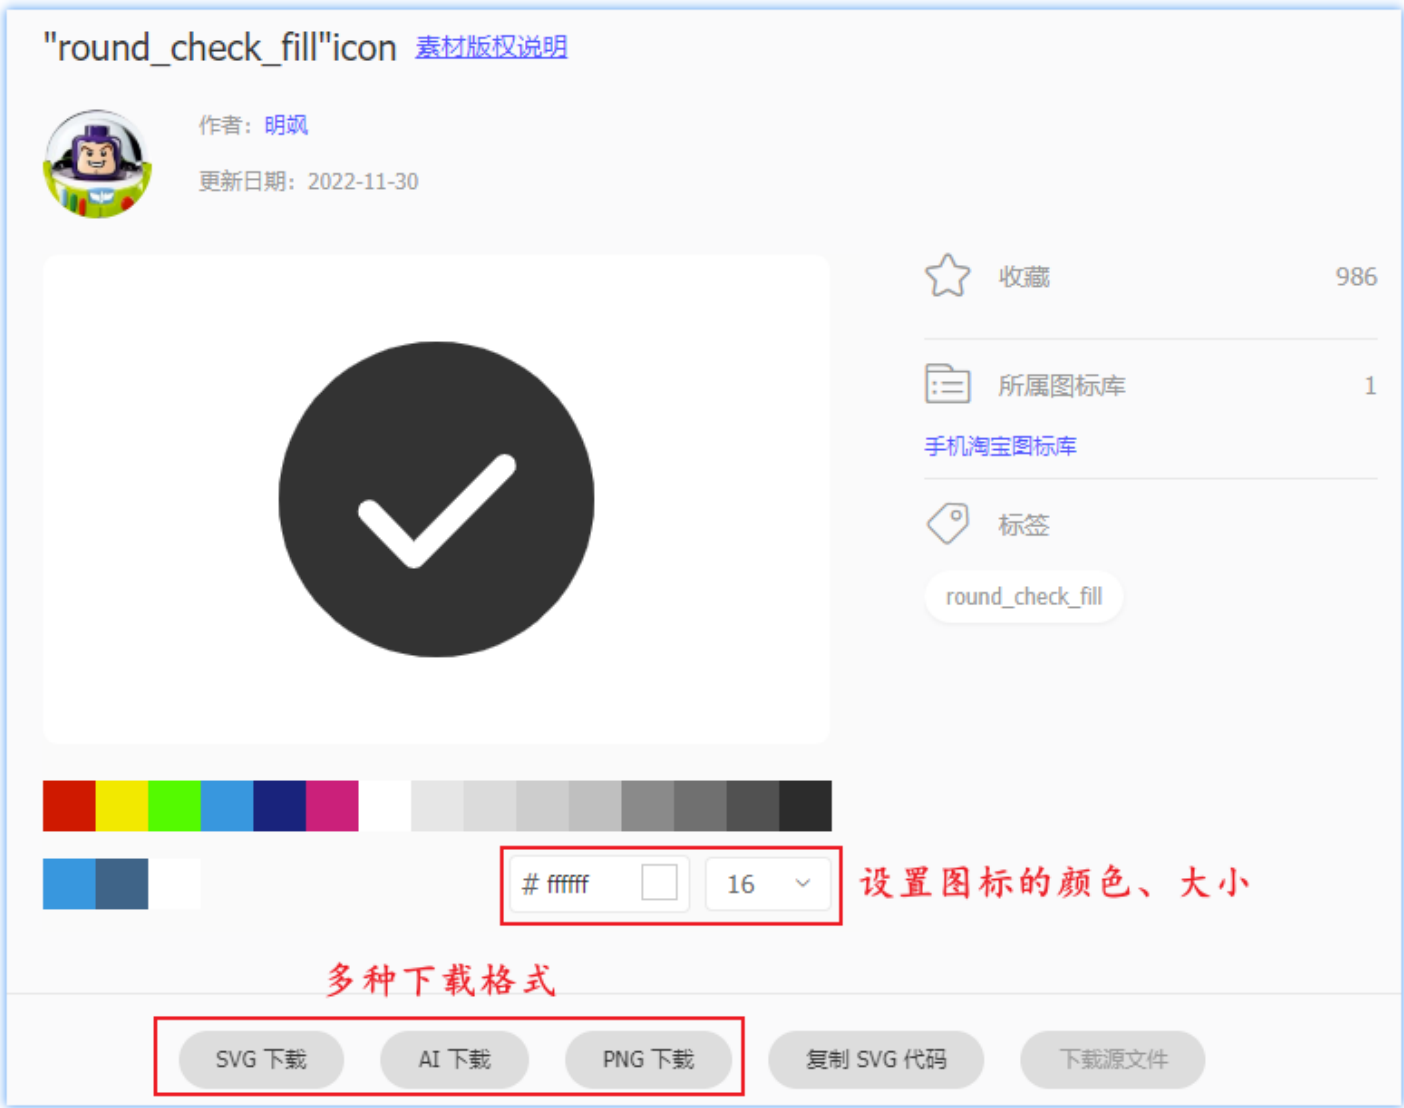 "round_check_fill"icon 素材版权说明
作者：明飒
更新日期：2022-11-30
收藏 986
所属图标库 1
手机淘宝图标库
标签
round_check_fill
# ffffff 16 设置图标的颜色、大小
多种下载格式
SVG 下载 AI 下载 PNG 下载 复制 SVG 代码 下载源文件